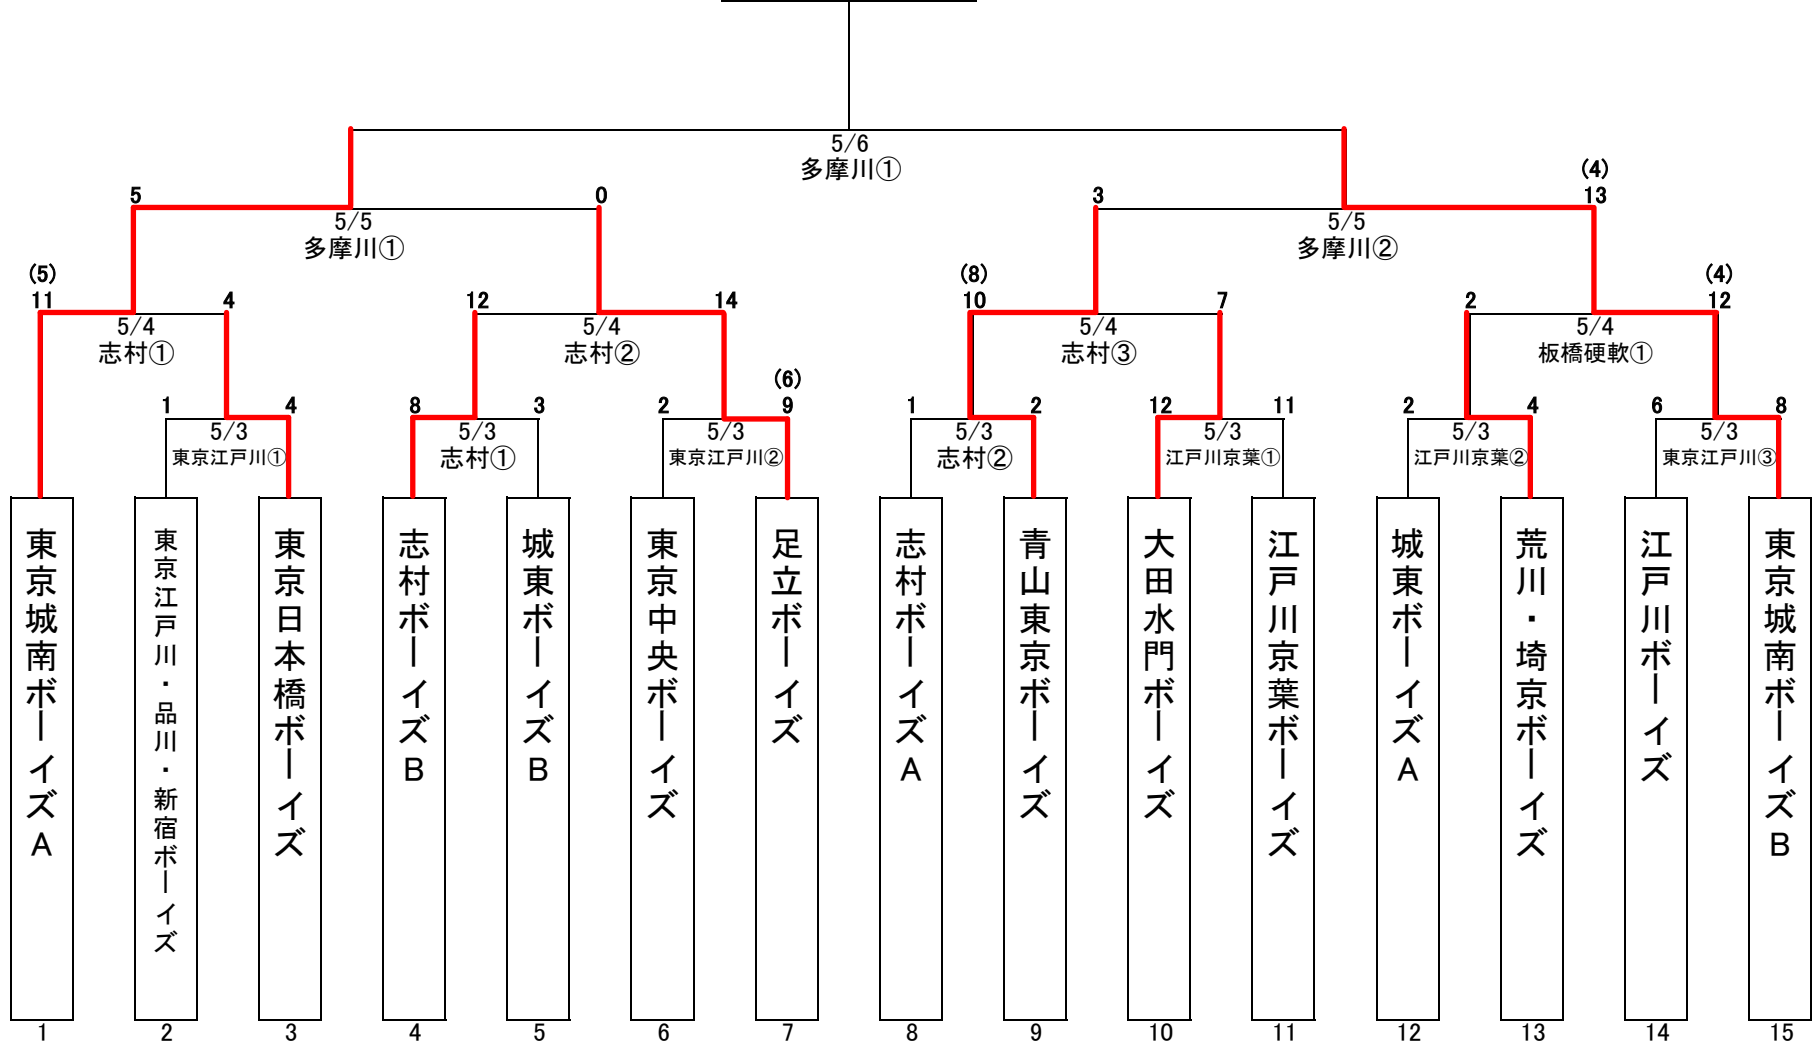 5/6
多摩川①
(4)
5
0
3
13
5/5
5/5
多摩川①
多摩川②
(5)
(8)
(4)
11
4
12
14
10
7
2
12
5/4
5/4
5/4
5/4
志村①
志村②
志村③
板橋硬軟①
(6)
1
4
8
3
2
9
1
2
12
11
2
4
6
8
5/3
5/3
5/3
5/3
5/3
5/3
5/3
東京江戸川①
志村①
東京江戸川②
志村②
江戸川京葉①
江戸川京葉②
東京江戸川③
東京城南ボーイズA
東京江戸川・品川・新宿ボーイズ
東京日本橋ボーイズ
志村ボーイズB
城東ボーイズB
東京中央ボーイズ
足立ボーイズ
志村ボーイズA
青山東京ボーイズ
大田水門ボーイズ
江戸川京葉ボーイズ
城東ボーイズA
荒川・埼京ボーイズ
江戸川ボーイズ
東京城南ボーイズB
1
2
3
4
5
6
7
8
9
10
11
12
13
14
15